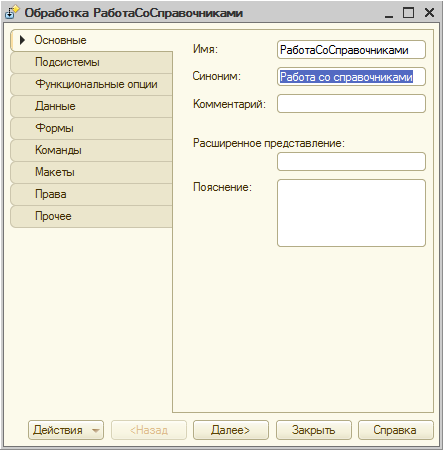 Обработка РаботаСоСправочниками
Основные
Подсистемы
Функциональные опции
Данные
Формы
Команды
Макеты
Права
Прочее
Имя: РаботаСоСправочниками
Синоним: Работа со справочниками
Комментарий:
Расширенное представление:
Пояснение:
Действия <Назад Далее> Закрыть Справка